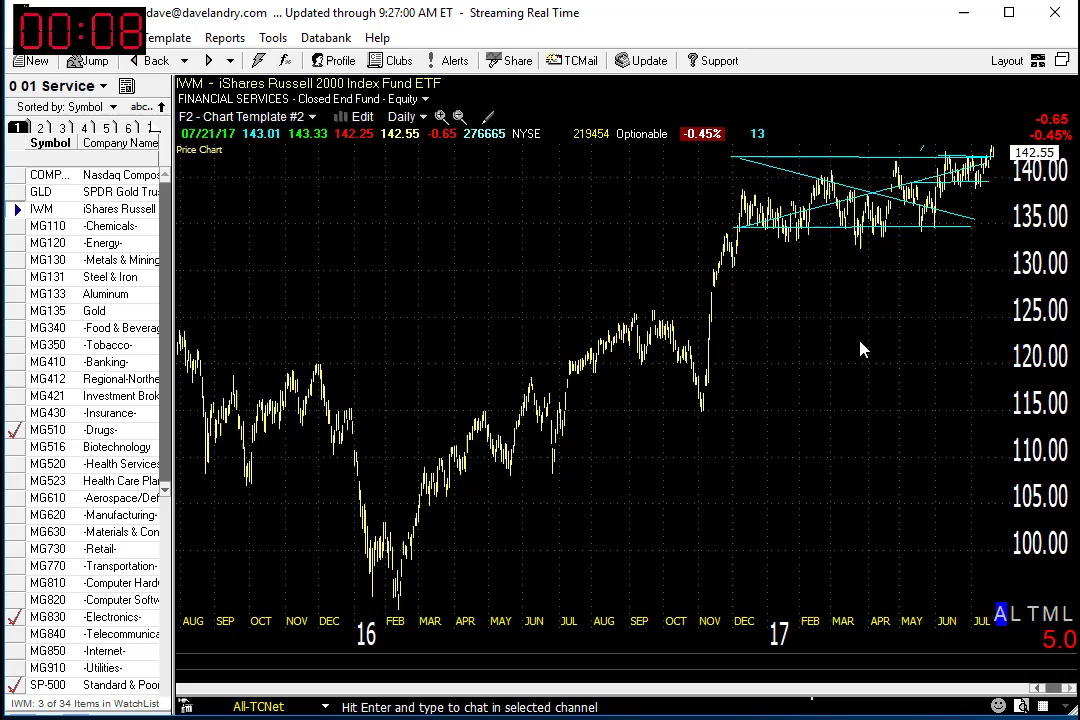 00:08
dave@davelandry.com ... Updated through 9:27:00 AM ET - Streaming Real Time
Template Reports Tools Databank Help
New Jump Back Profile Clubs Alerts Share TCMail Update Support Layout
0 01 Service
Sorted by: Symbol abc..
1 2 3 4 5 6
Symbol Company Name
COMP... Nasdaq Compos
GLD SPDR Gold Tru
IWM iShares Russell
MG110 -Chemicals-
MG120 -Energy-
MG130 -Metals & Mining
MG131 Steel & Iron
MG133 Aluminum
MG135 Gold
MG340 -Food & Beverag
MG350 -Tobacco-
MG410 -Banking-
MG412 Regional-Northe
MG421 Investment Brok
MG430 -Insurance-
MG510 -Drugs-
MG516 Biotechnology
MG520 -Health Services
MG523 Health Care Pla
MG610 -Aerospace/Def
MG620 -Manufacturing-
MG630 -Materials & Con
MG730 -Retail-
MG770 -Transportation-
MG810 -Computer Hard
MG820 -Computer Softw
MG830 -Electronics-
MG840 -Telecommunica
MG850 -Internet-
MG910 -Utilities-
SP-500 Standard & Poor
IWM: 3 of 34 Items in WatchList
IWM - iShares Russell 2000 Index Fund ETF
FINANCIAL SERVICES - Closed End Fund - Equity
F2 - Chart Template #2 Edit Daily
07/21/17 143.01 143.33 142.25 142.55 -0.65 276665 NYSE 219454 Optionable -0.45% 13
Price Chart
-0.65
-0.45%
142.55
140.00
135.00
130.00
125.00
120.00
115.00
110.00
105.00
100.00
AUG SEP OCT NOV DEC 16 FEB MAR APR MAY JUN JUL AUG SEP OCT NOV DEC 17 FEB MAR APR MAY JUN JUL
A L T M L
5.0
All-TCNet Hit Enter and type to chat in selected channel